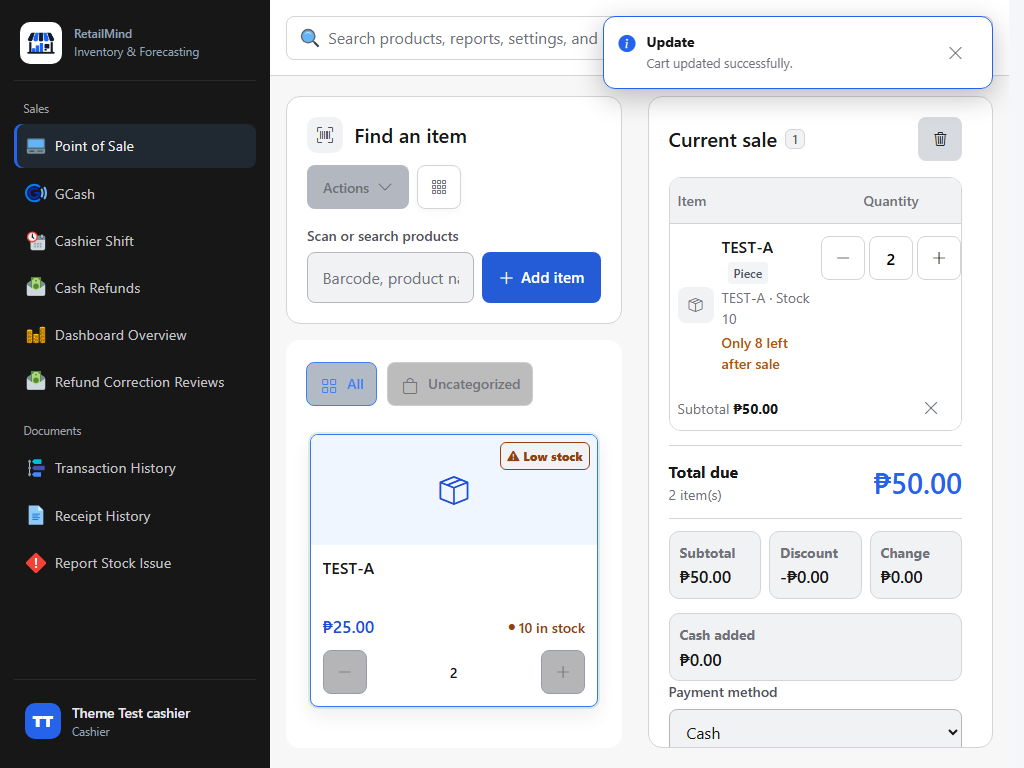 RetailMind
Inventory & Forecasting
Sales
Point of Sale
GCash
Cashier Shift
Cash Refunds
Dashboard Overview
Refund Correction Reviews
Documents
Transaction History
Receipt History
Report Stock Issue
TT
Theme Test cashier
Cashier
Search products, reports, settings, and
Update
Cart updated successfully.
Find an item
Actions
Scan or search products
Barcode, product na
Add item
All
Uncategorized
Low stock
TEST-A
₱25.00
10 in stock
2
Current sale 1
Item Quantity
TEST-A
Piece
2
TEST-A · Stock
10
Only 8 left
after sale
Subtotal ₱50.00
Total due
2 item(s)
₱50.00
Subtotal
₱50.00
Discount
-₱0.00
Change
₱0.00
Cash added
₱0.00
Payment method
Cash